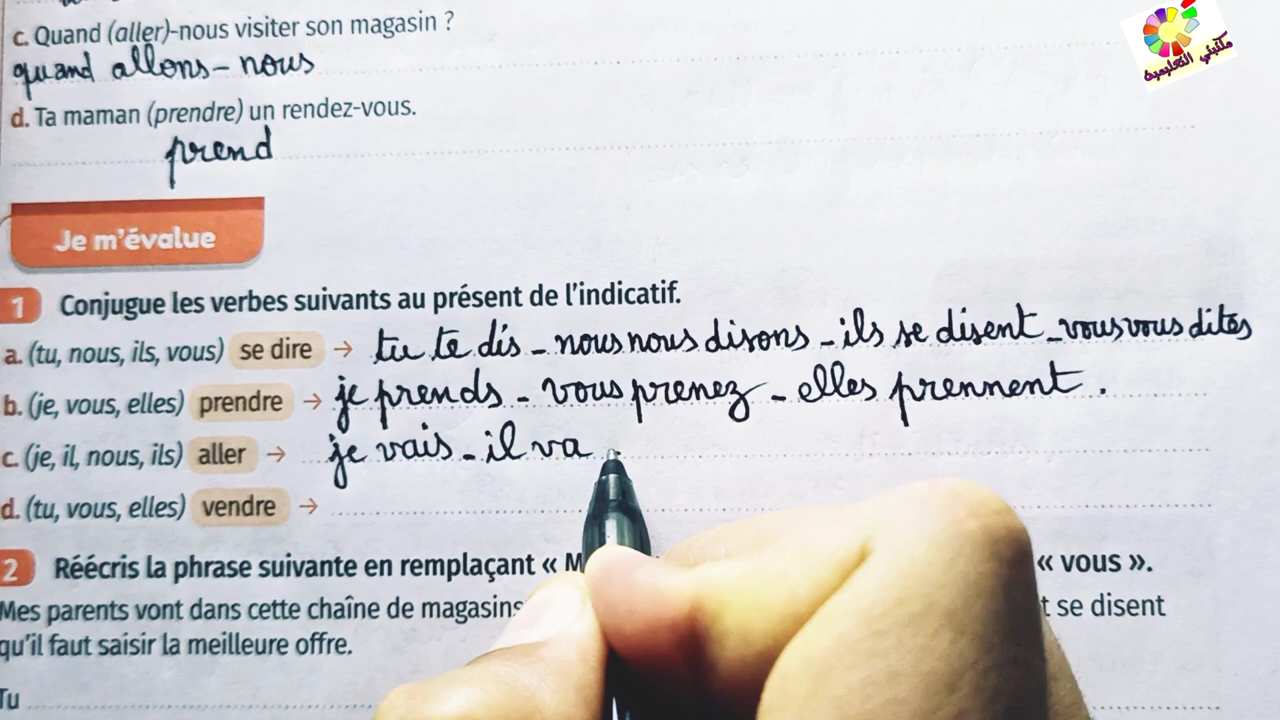 c. Quand (aller)-nous visiter son magasin ?
quand allons-nous
d. Ta maman (prendre) un rendez-vous.
prend
Je m'évalue
1 Conjugue les verbes suivants au présent de l'indicatif.
a. (tu, nous, ils, vous) se dire → tu te dis - nous nous disons - ils se disent - vous vous dites
b. (je, vous, elles) prendre → je prends - vous prenez - elles prennent .
c. (je, il, nous, ils) aller → je vais - il va
d. (tu, vous, elles) vendre →
2 Réécris la phrase suivante en remplaçant « M « vous ».
Mes parents vont dans cette chaîne de magasins t se disent
qu'il faut saisir la meilleure offre.
Tu
مكتبتي التعليمية